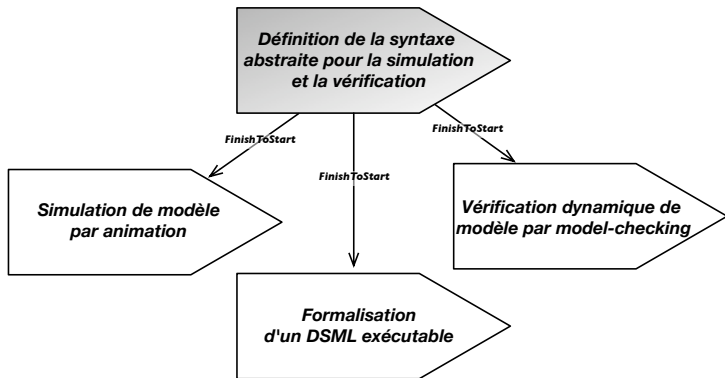 Définition de la syntaxe
abstraite pour la simulation
et la vérification
FinishToStart
FinishToStart
FinishToStart
Simulation de modèle
par animation
Vérification dynamique de
modèle par model-checking
Formalisation
d'un DSML exécutable